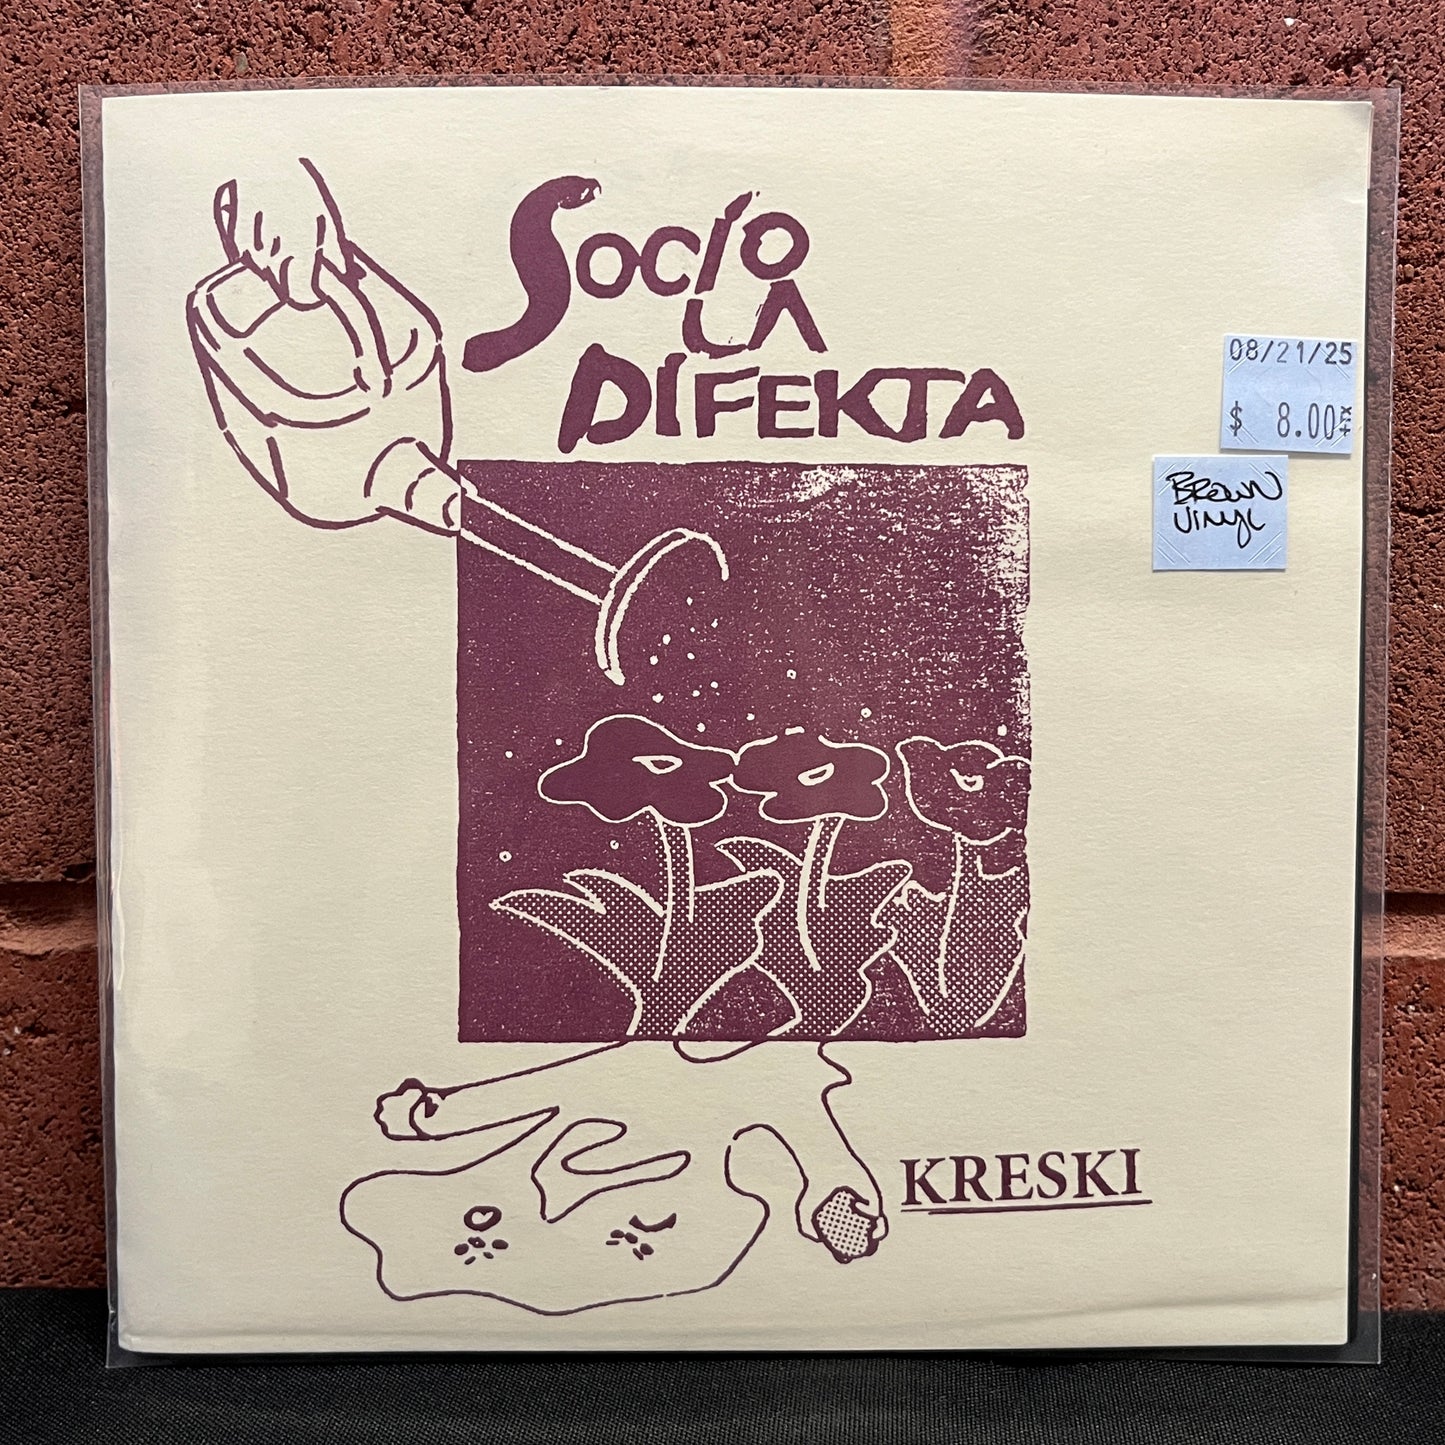 SOCIO
LA
DIFEKTA
08/21/25
$ 8.00
BROWN
VINYL
KRESKI